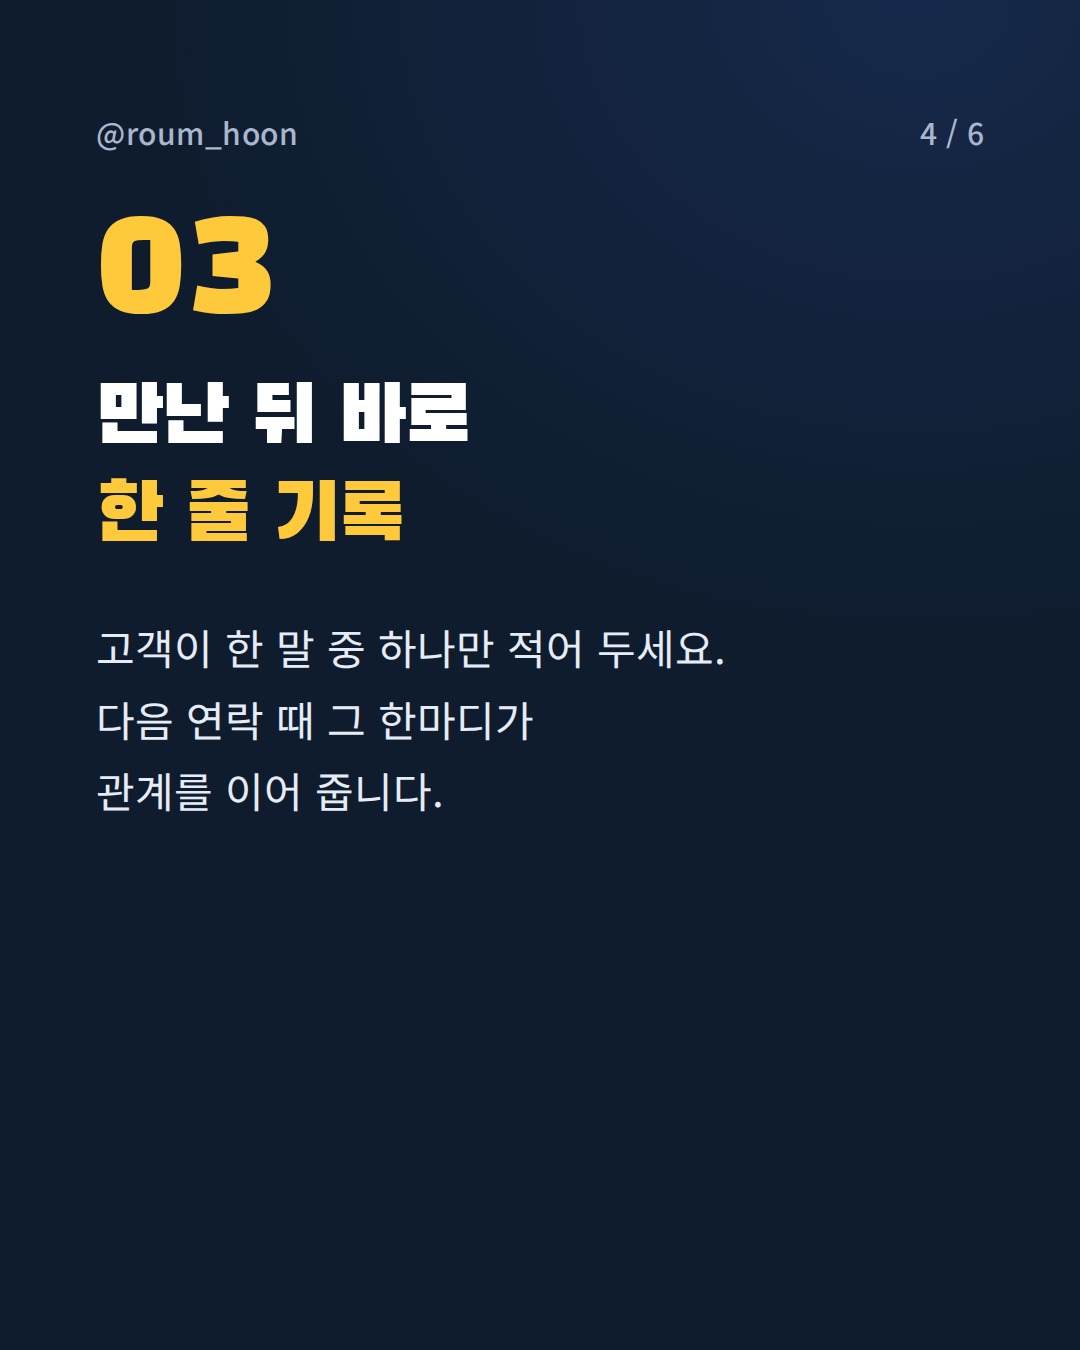 @roum_hoon
4 / 6
03
만난 뒤 바로
한 줄 기록
고객이 한 말 중 하나만 적어 두세요.
다음 연락 때 그 한마디가
관계를 이어 줍니다.